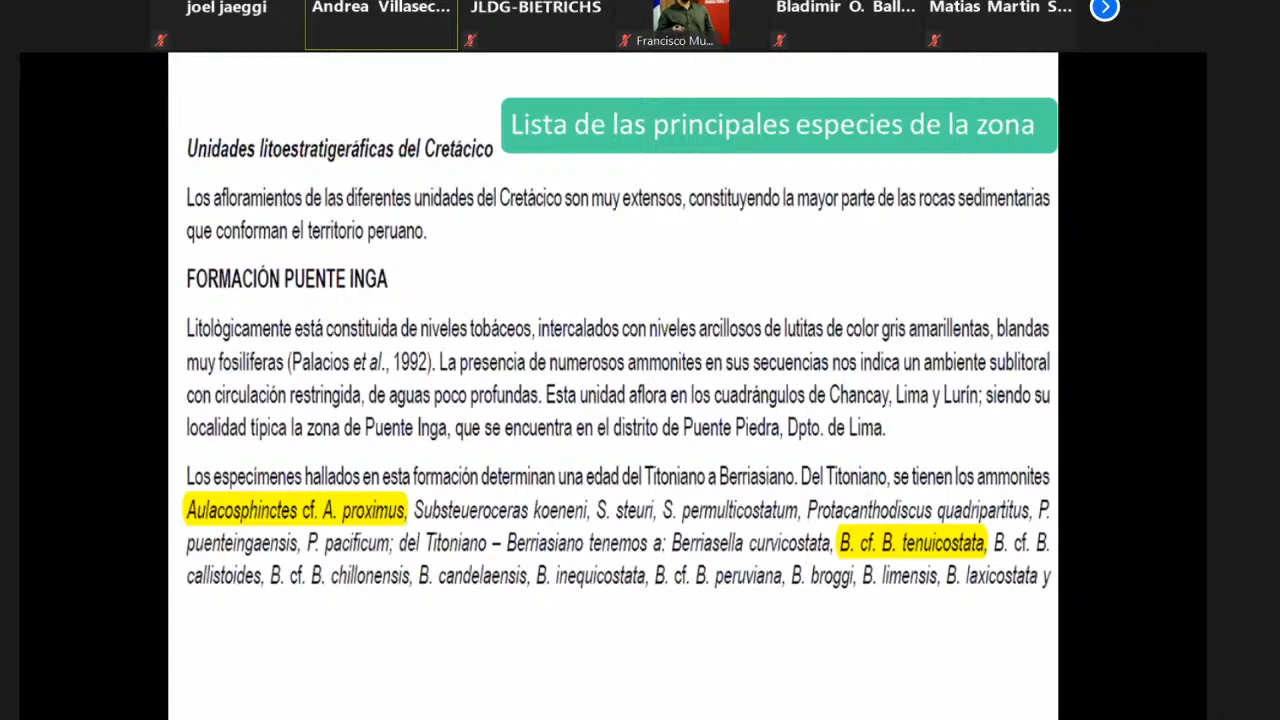 joel jaeggi
Andrea Villasec...
JLDG-BIETRICHS
Francisco Mu...
Bladimir O. Ball...
Matias Martin S...
Lista de las principales especies de la zona
Unidades litoestratigeráficas del Cretácico
Los afloramientos de las diferentes unidades del Cretácico son muy extensos, constituyendo la mayor parte de las rocas sedimentarias
que conforman el territorio peruano.
FORMACIÓN PUENTE INGA
Litològicamente está constituida de niveles tobáceos, intercalados con niveles arcillosos de lutitas de color gris amarillentas, blandas
muy fosilíferas (Palacios et al., 1992). La presencia de numerosos ammonites en sus secuencias nos indica un ambiente sublitoral
con circulación restringida, de aguas poco profundas. Esta unidad aflora en los cuadrángulos de Chancay, Lima y Lurín; siendo su
localidad típica la zona de Puente Inga, que se encuentra en el distrito de Puente Piedra, Dpto. de Lima.
Los especímenes hallados en esta formación determinan una edad del Titoniano a Berriasiano. Del Titoniano, se tienen los ammonites
Aulacosphinctes cf. A. proximus, Substeueroceras koeneni, S. steuri, S. permulticostatum, Protacanthodiscus quadripartitus, P.
puenteingaensis, P. pacificum; del Titoniano – Berriasiano tenemos a: Berriasella curvicostata, B. cf. B. tenuicostata, B. cf. B.
callistoides, B. cf. B. chillonensis, B. candelaensis, B. inequicostata, B. cf. B. peruviana, B. broggi, B. limensis, B. laxicostata y